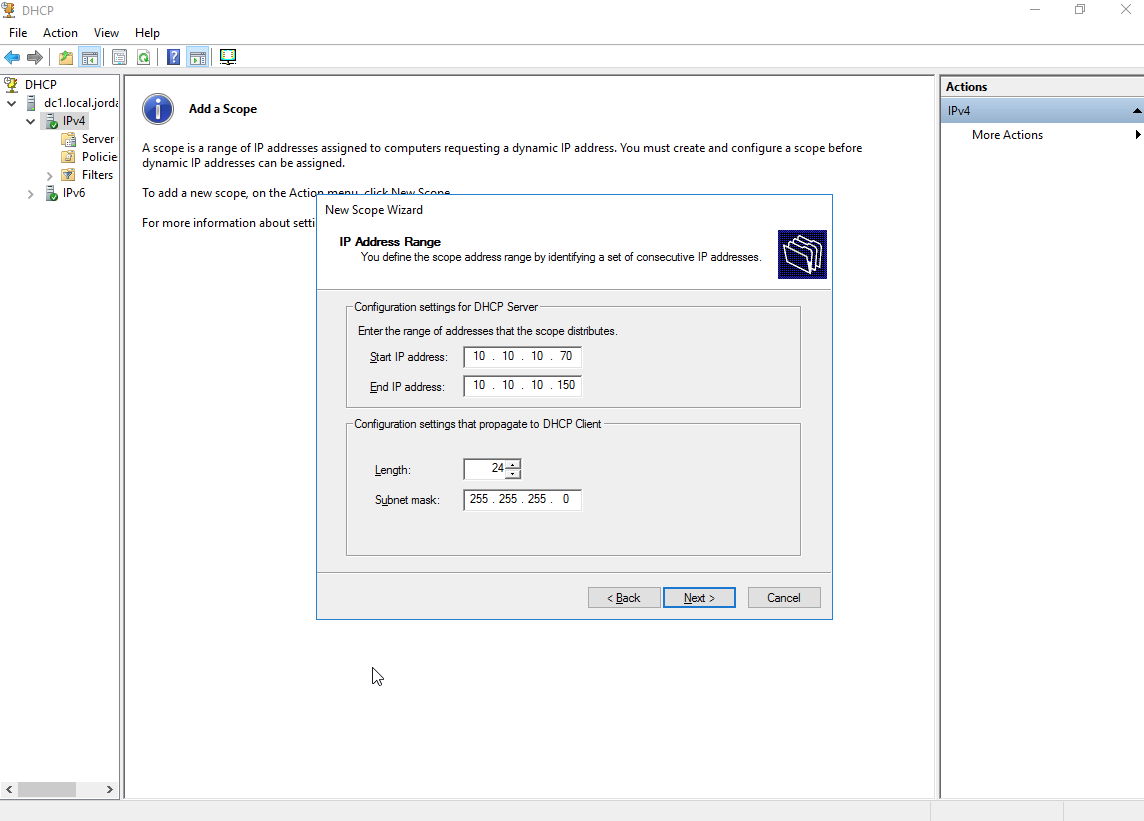 DHCP
File Action View Help
DHCP
dc1.local.jorda
IPv4
Server
Policie
Filters
IPv6
Add a Scope
A scope is a range of IP addresses assigned to computers requesting a dynamic IP address. You must create and configure a scope before
dynamic IP addresses can be assigned.
To add a new scope, on the Action menu, click New Scope.
For more information about setti
New Scope Wizard
IP Address Range
You define the scope address range by identifying a set of consecutive IP addresses.
Configuration settings for DHCP Server
Enter the range of addresses that the scope distributes.
Start IP address: 10 . 10 . 10 . 70
End IP address: 10 . 10 . 10 . 150
Configuration settings that propagate to DHCP Client
Length: 24
Subnet mask: 255 . 255 . 255 . 0
< Back Next > Cancel
Actions
IPv4
More Actions